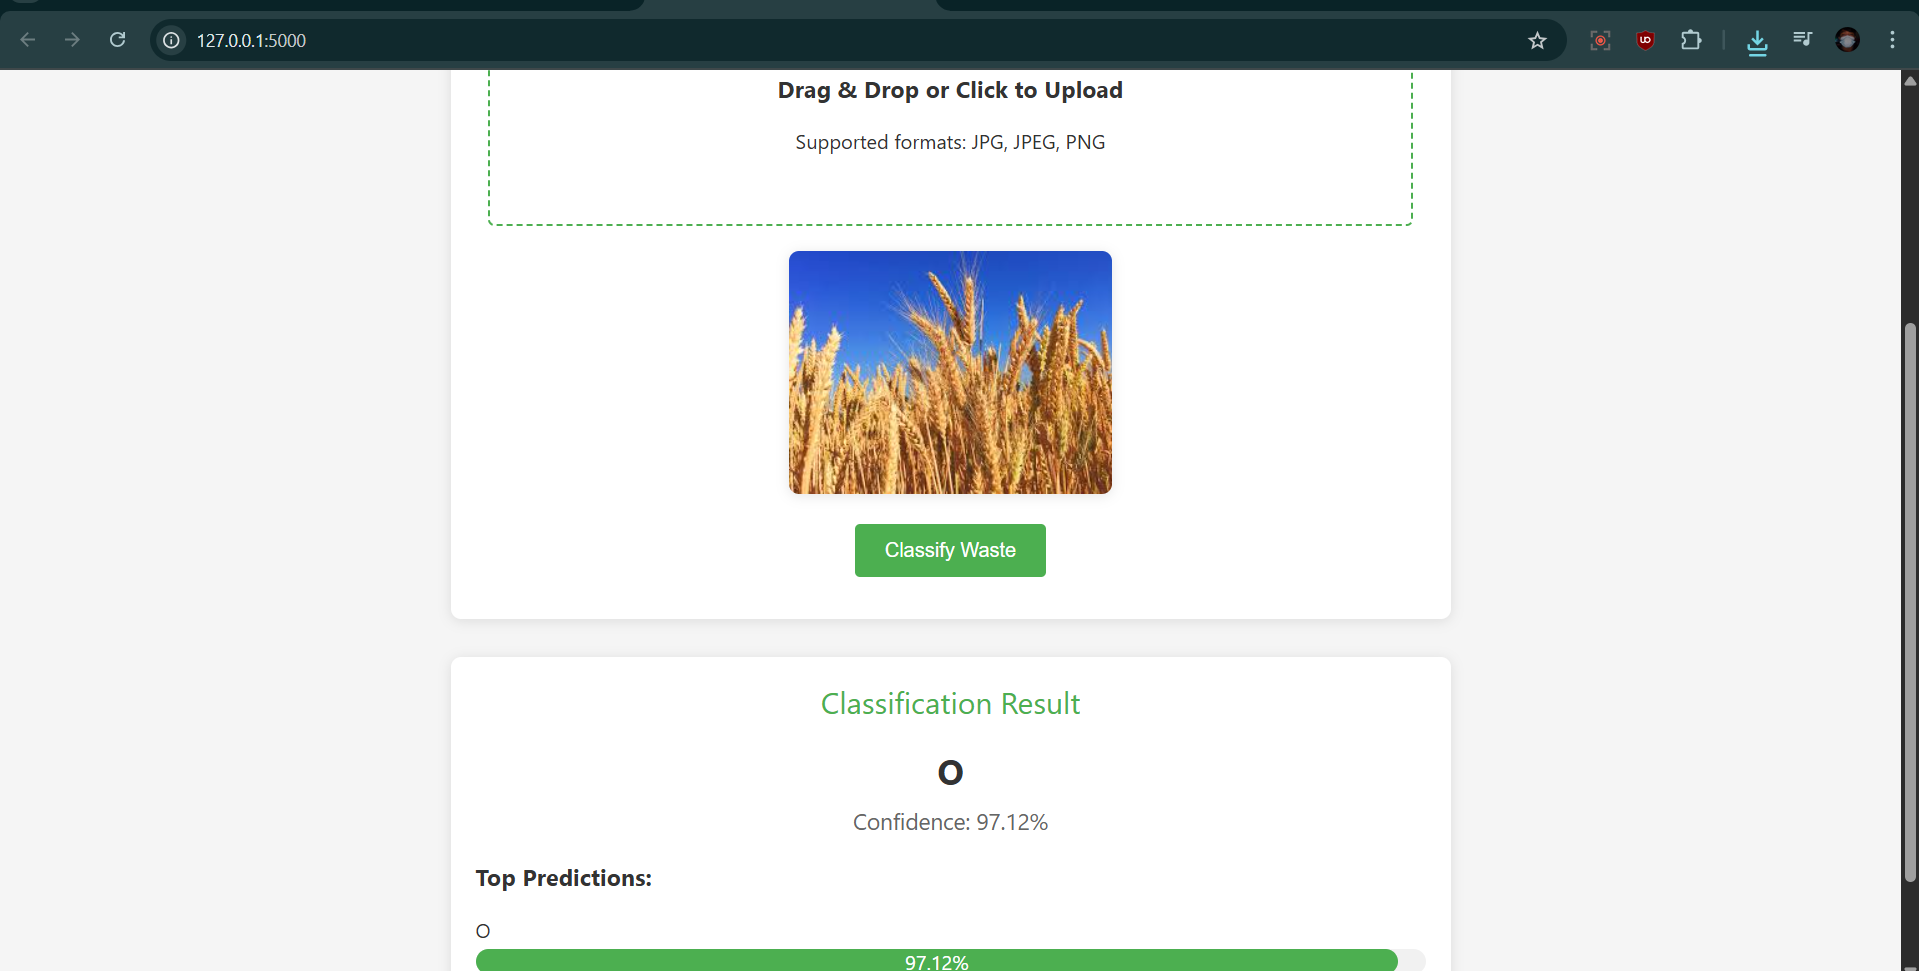 127.0.0.1:5000
Drag & Drop or Click to Upload
Supported formats: JPG, JPEG, PNG
Classify Waste
Classification Result
O
Confidence: 97.12%
Top Predictions:
O
97.12%